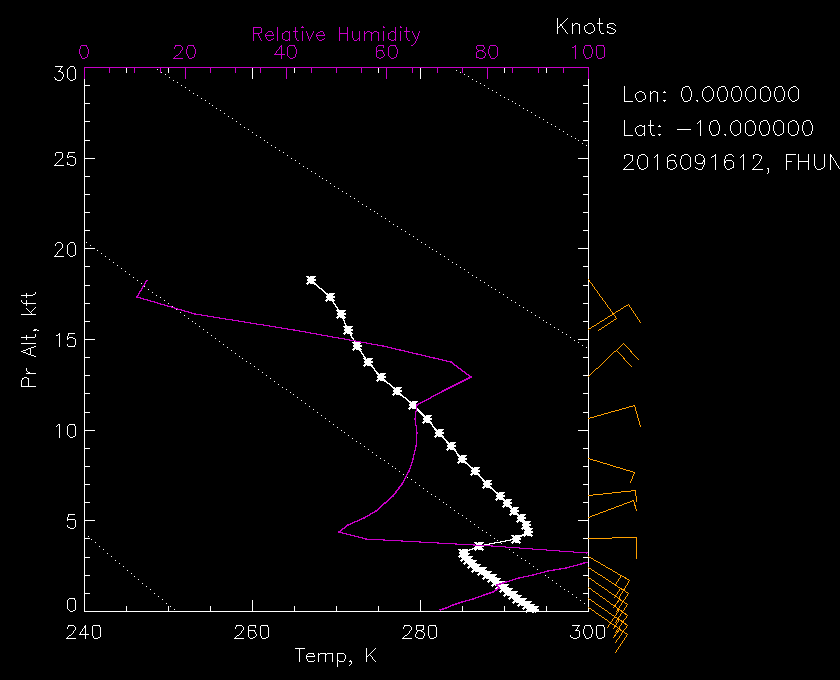 Knots
Relative Humidity
0 20 40 60 80 100
30
Lon: 0.0000000
Lat: −10.000000
2016091612, FHUN
25
20
15
10
5
0
Pr Alt, kft
240 260 280 300
Temp, K